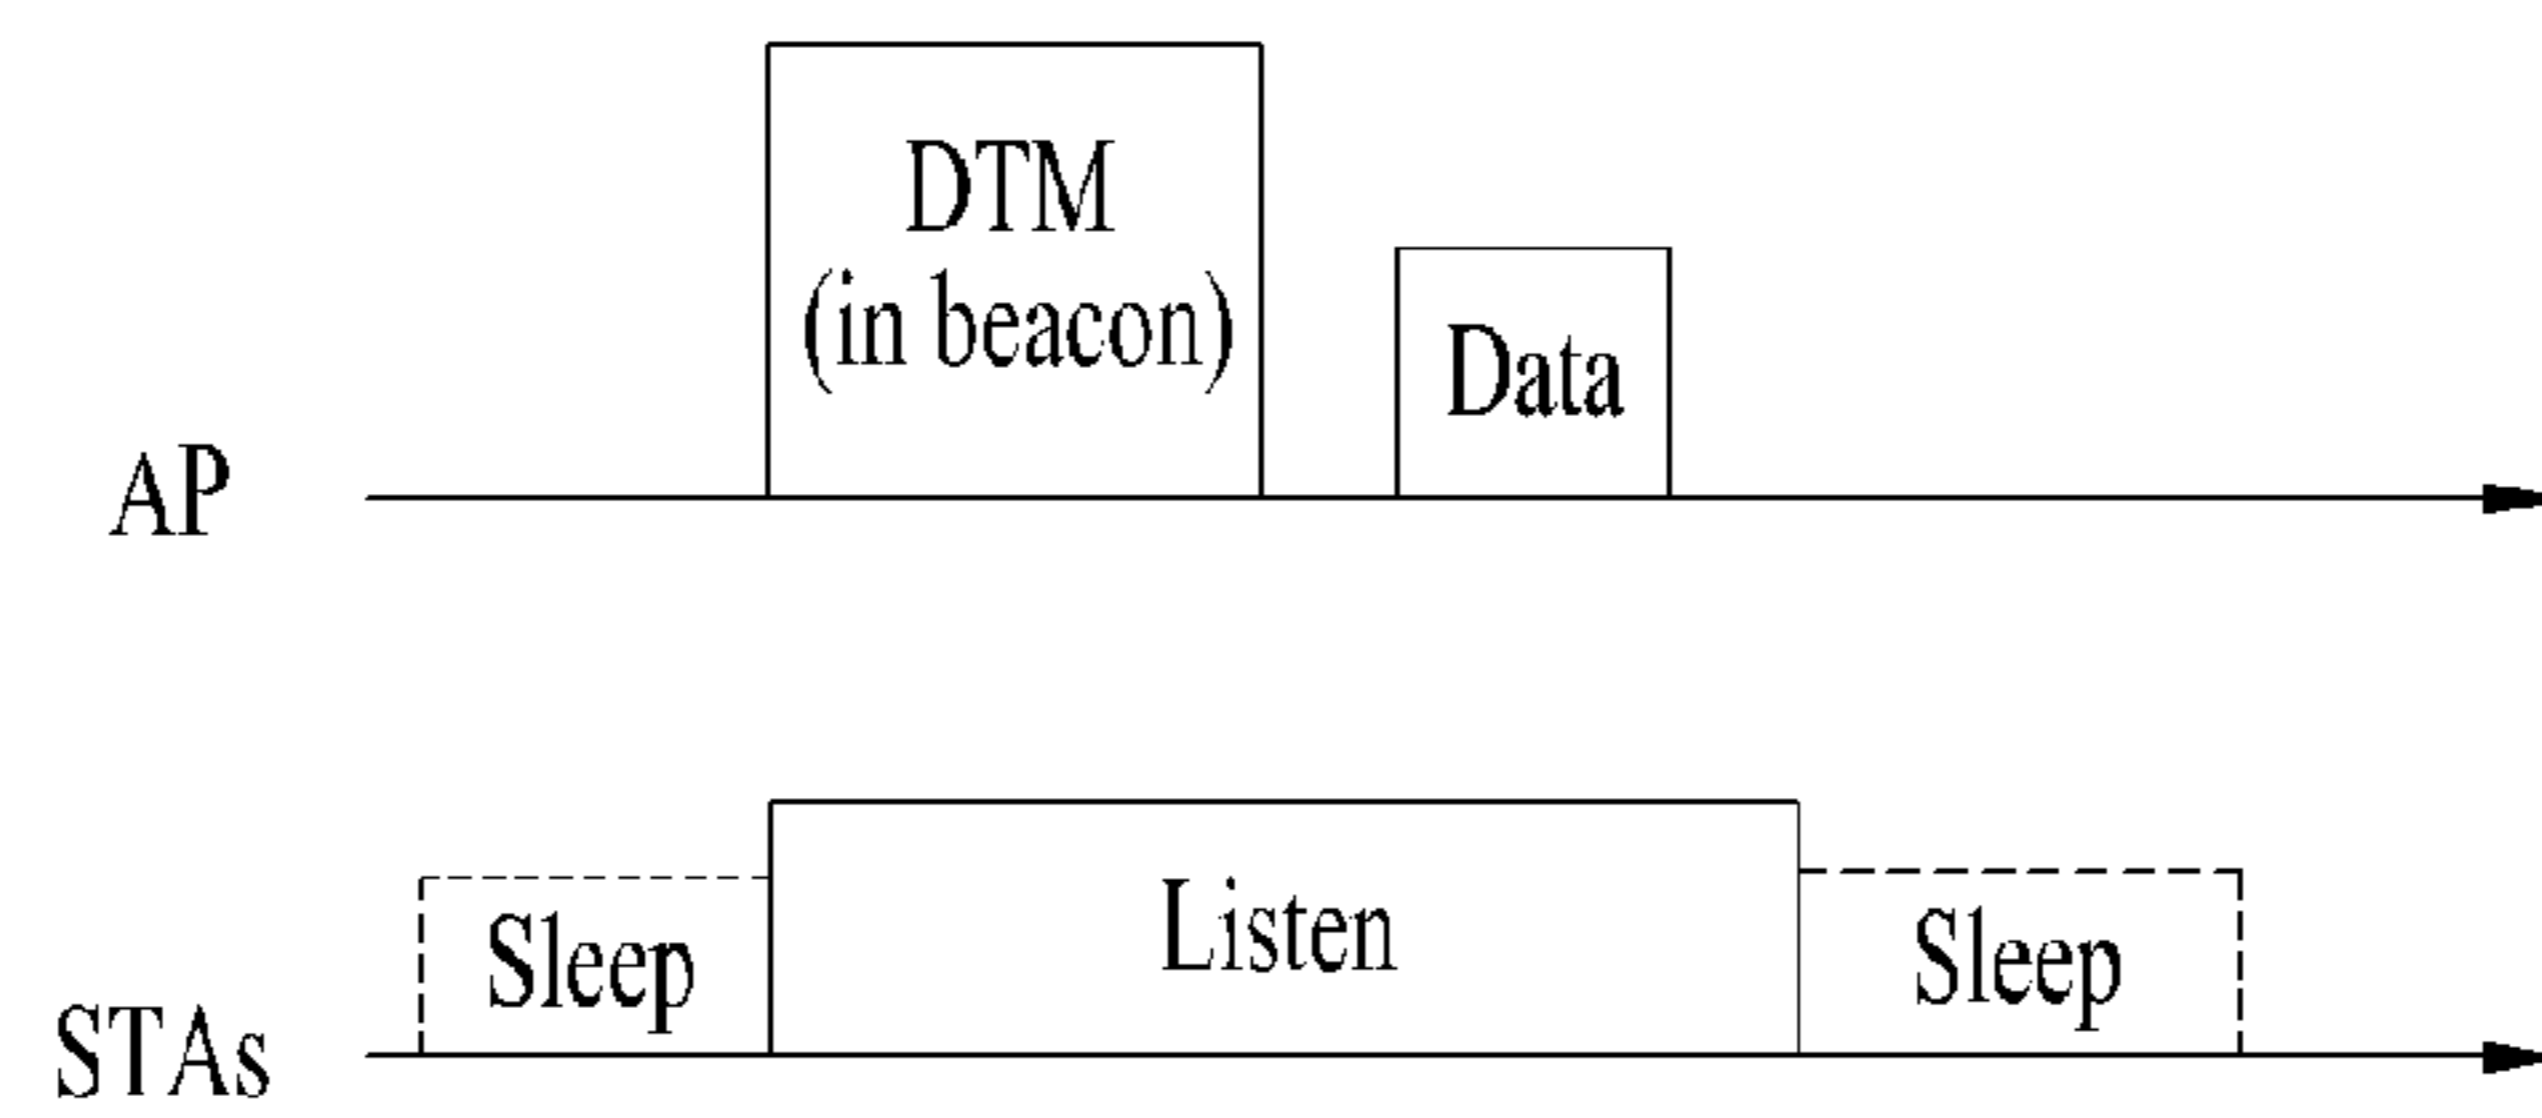 DTM
(in beacon)
Data
AP
Sleep
Listen
Sleep
STAs